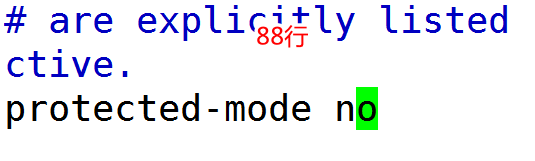 # are explicitly listed
88行
ctive.
protected-mode no